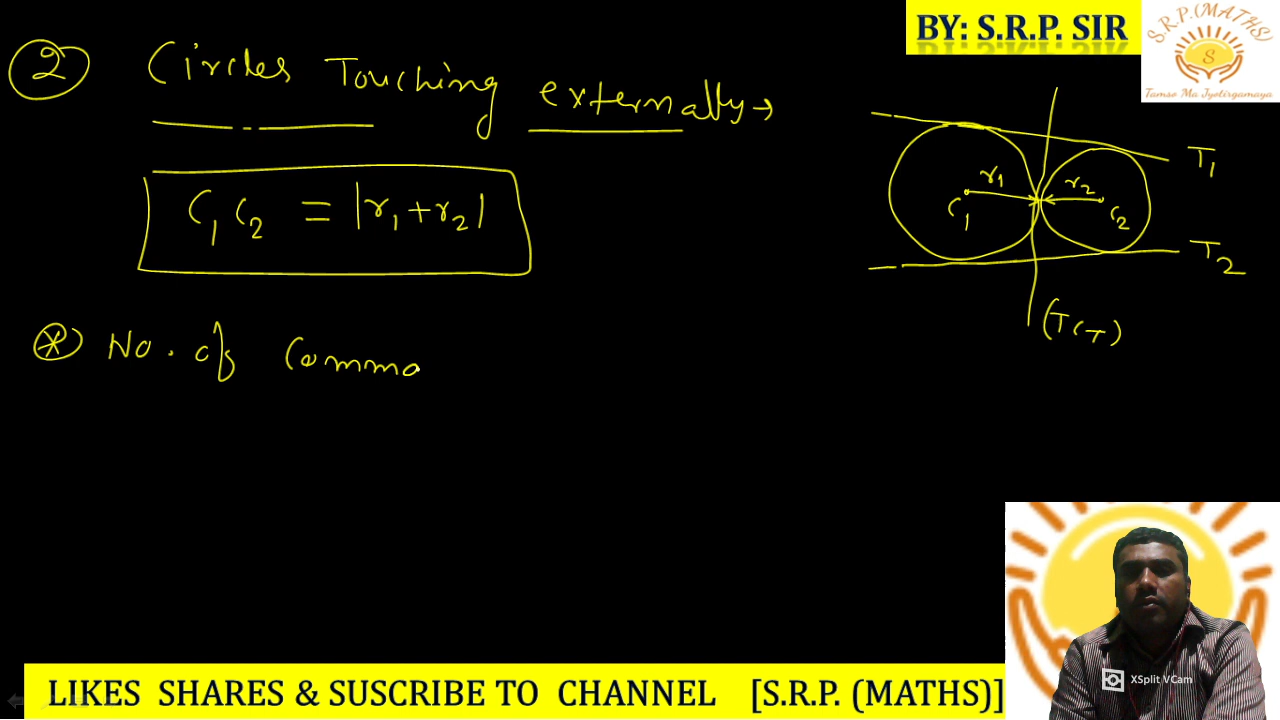 BY: S.R.P. SIR
S.R.P.(MATHS)
S
Tamso Ma Jyotirgamaya
2 Circles Touching externally →
C1C2 = |r1+r2|
r1 r2
C1 C2
T1
T2
(TCT)
* No. of Commo
LIKES SHARES & SUSCRIBE TO CHANNEL [S.R.P. (MATHS)]
XSplit VCam